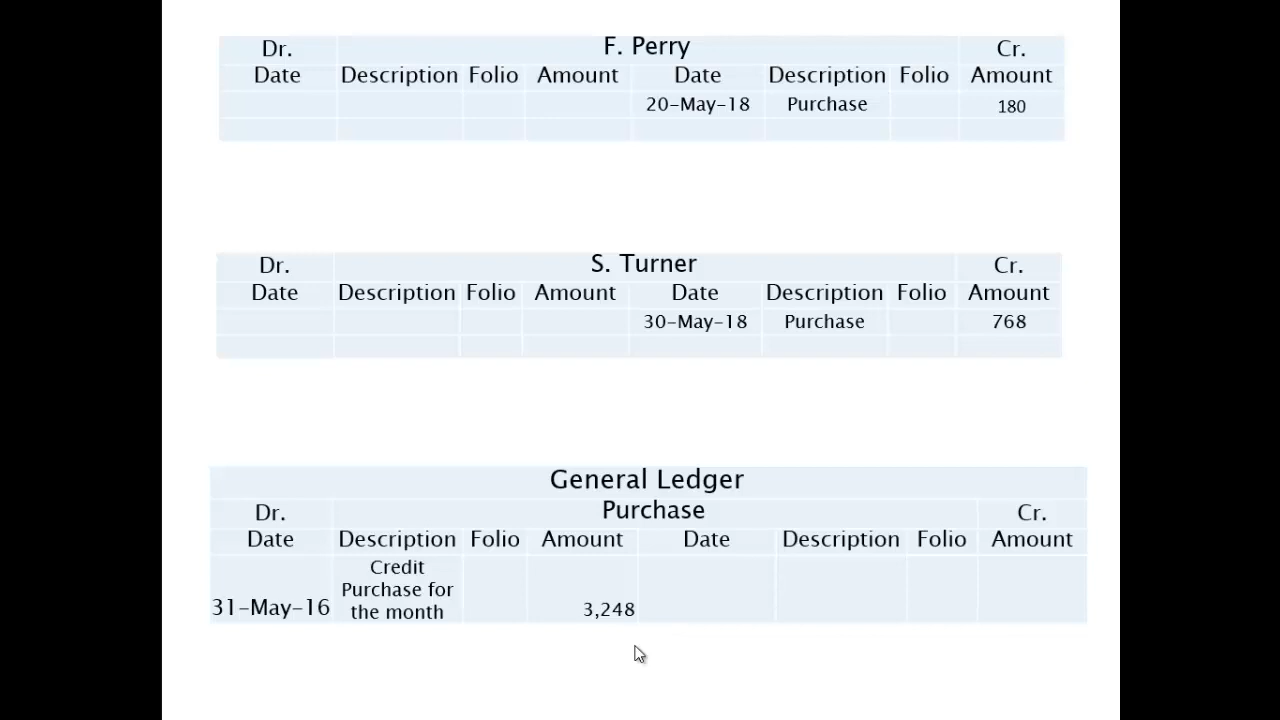 Dr. F. Perry Cr.
Date Description Folio Amount Date Description Folio Amount
20-May-18 Purchase 180
Dr. S. Turner Cr.
Date Description Folio Amount Date Description Folio Amount
30-May-18 Purchase 768
General Ledger
Dr. Purchase Cr.
Date Description Folio Amount Date Description Folio Amount
Credit
Purchase for
31-May-16 the month 3,248